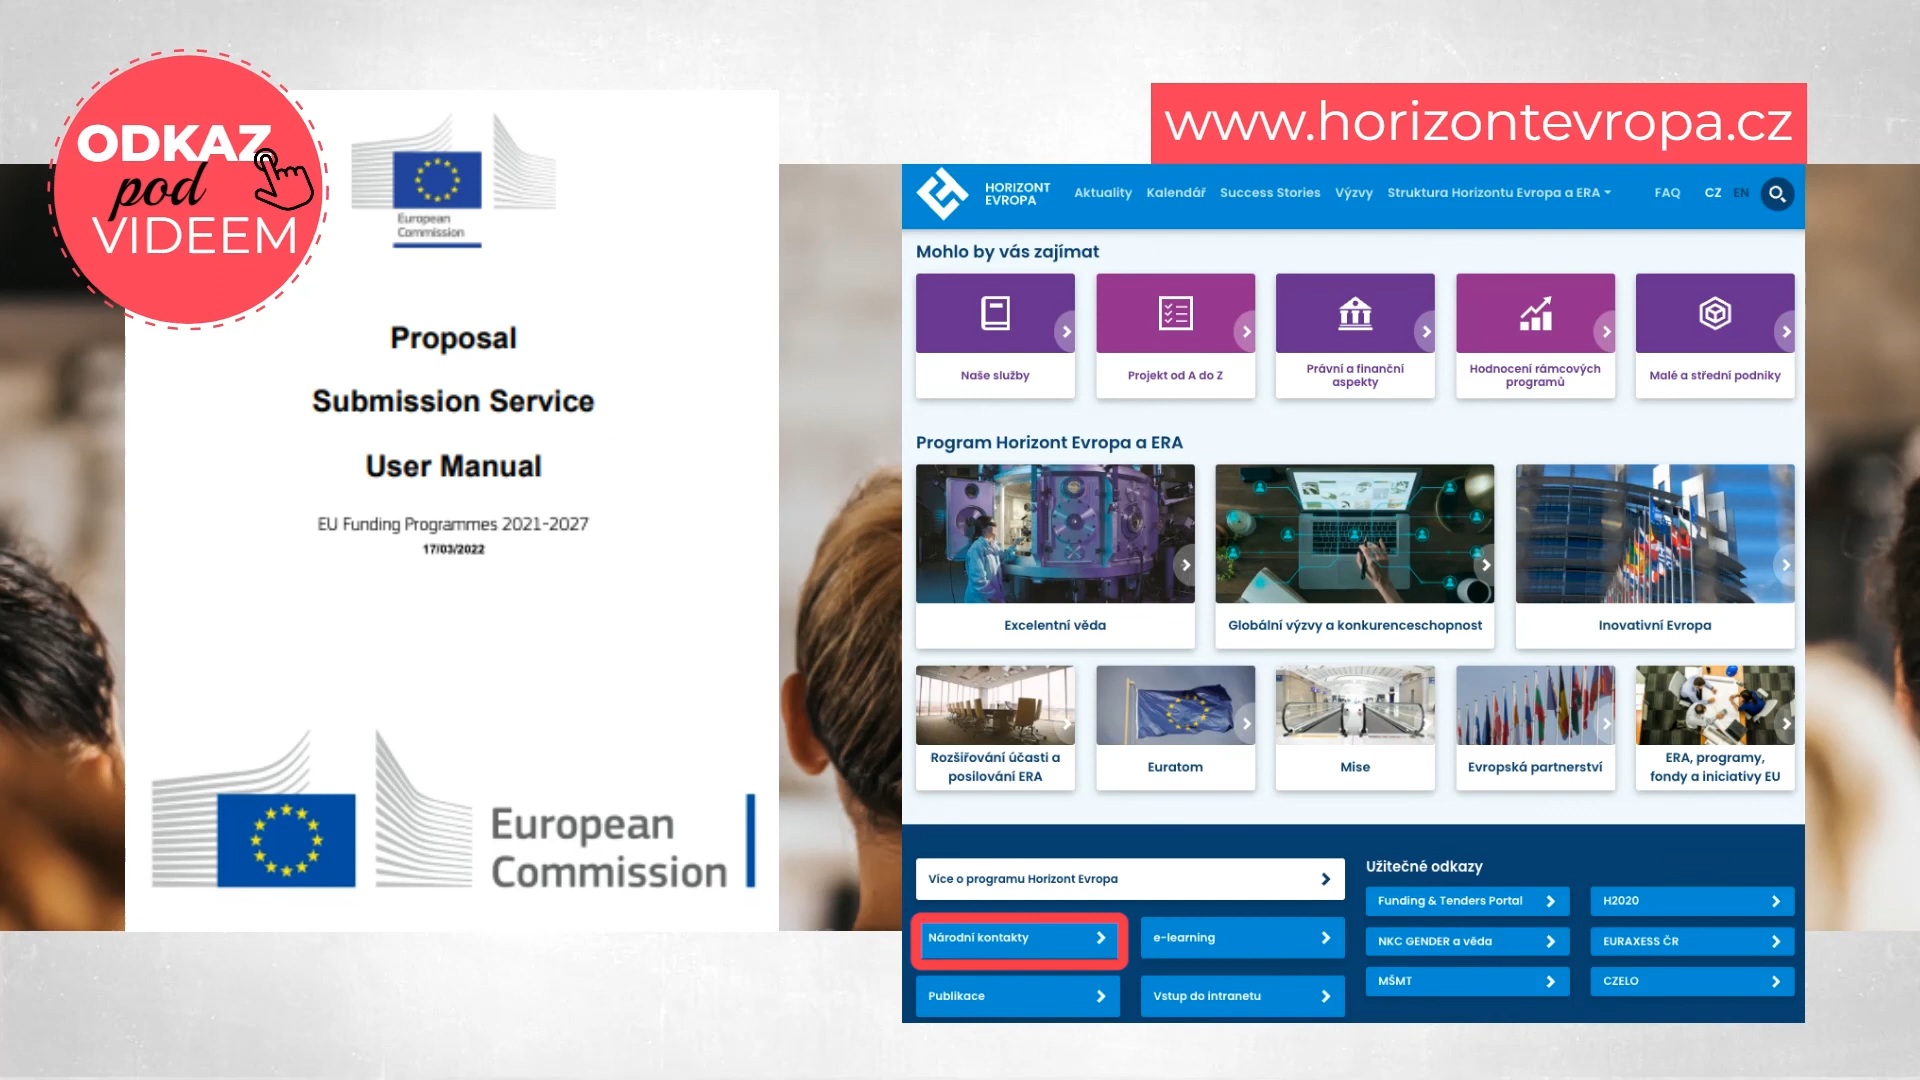 ODKAZ
pod
VIDEEM
European
Commission
Proposal
Submission Service
User Manual
EU Funding Programmes 2021-2027
17/03/2022
European
Commission
www.horizontevropa.cz
HORIZONT
EVROPA
Aktuality Kalendář Success Stories Výzvy Struktura Horizontu Evropa a ERA FAQ CZ EN
Mohlo by vás zajímat
Naše služby
Projekt od A do Z
Právní a finanční
aspekty
Hodnocení rámcových
programů
Malé a střední podniky
Program Horizont Evropa a ERA
Excelentní věda
Globální výzvy a konkurenceschopnost
Inovativní Evropa
Rozšiřování účasti a
posilování ERA
Euratom
Mise
Evropská partnerství
ERA, programy,
fondy a iniciativy EU
Více o programu Horizont Evropa
Národní kontakty
e-learning
Publikace
Vstup do intranetu
Užitečné odkazy
Funding & Tenders Portal
H2020
NKC GENDER a věda
EURAXESS ČR
MŠMT
CZELO